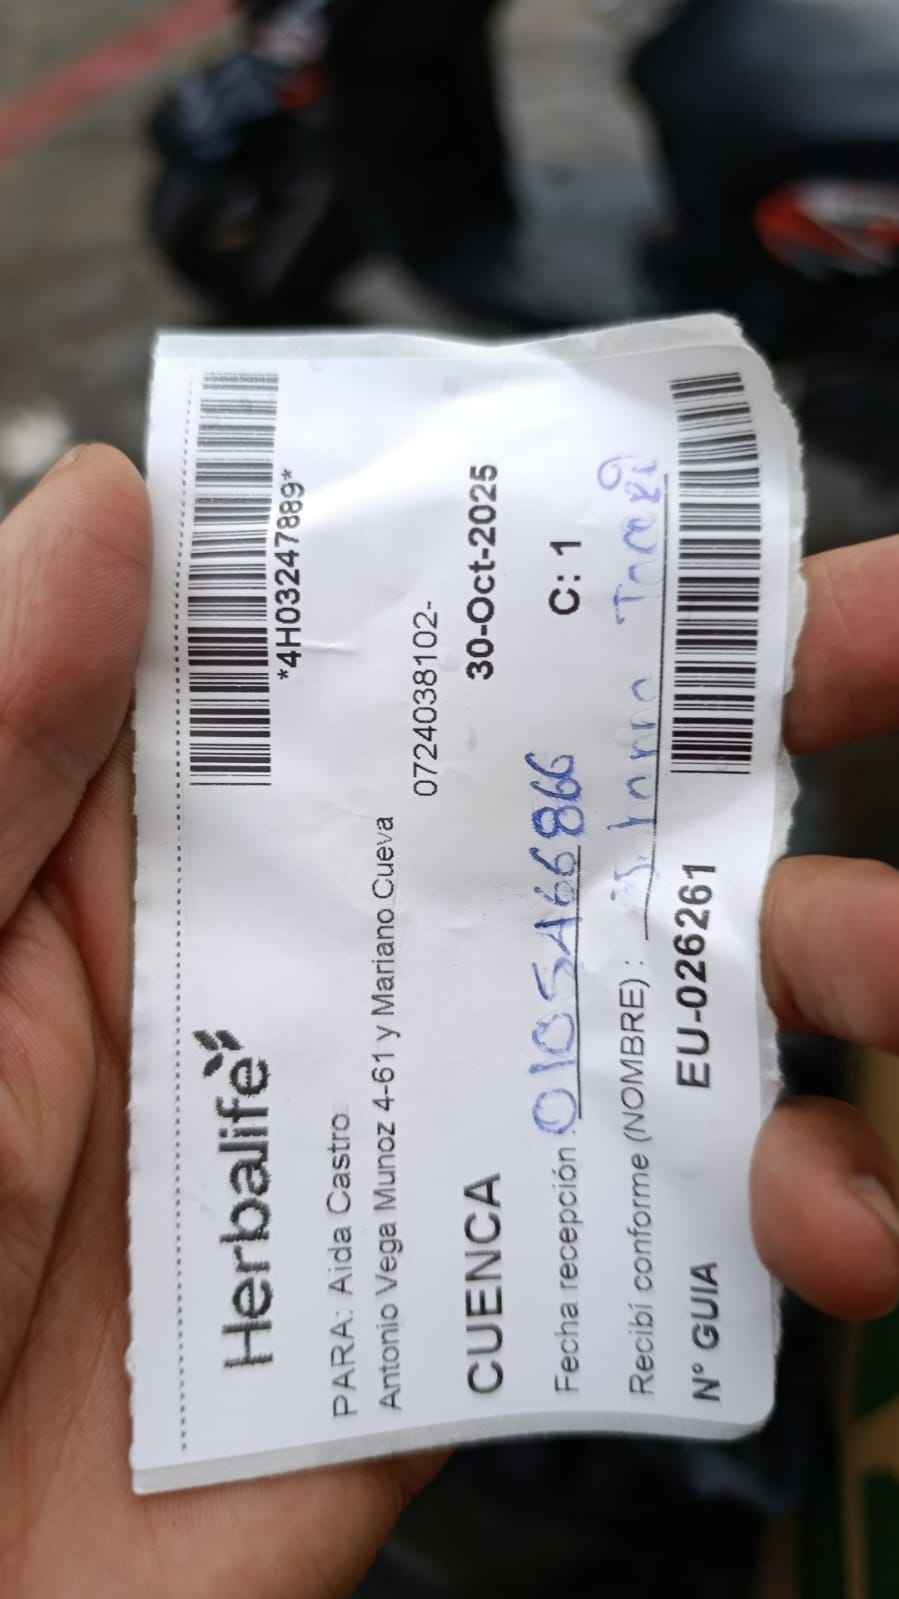 *4H03247889*
Herbalife
PARA: Aida Castro
Antonio Vega Munoz 4-61 y Mariano Cueva
0724038102-
CUENCA 30-Oct-2025
Fecha recepción : 0105466866 C: 1
Recibí conforme (NOMBRE) :
N° GUIA EU-026261